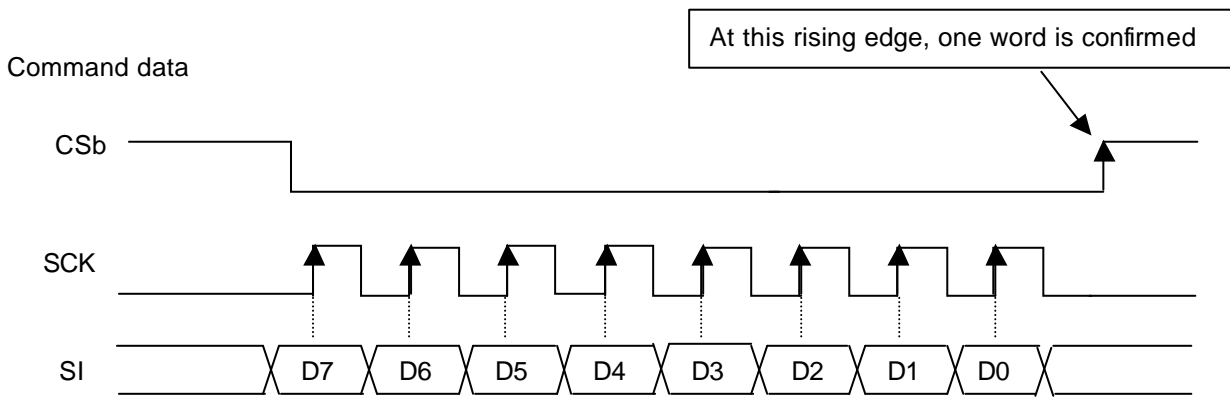 At this rising edge, one word is confirmed
Command data
CSb
SCK
SI
D7 D6 D5 D4 D3 D2 D1 D0